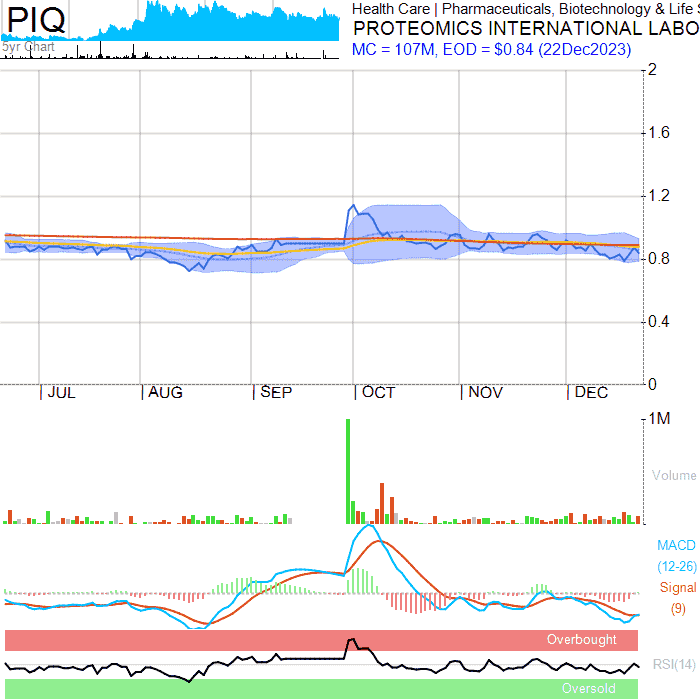 PIQ
5yr Chart
Health Care | Pharmaceuticals, Biotechnology & Life S
PROTEOMICS INTERNATIONAL LABO
MC = 107M, EOD = $0.84 (22Dec2023)
2
1.6
1.2
0.8
0.4
0
JUL AUG SEP OCT NOV DEC
1M
Volume
MACD
(12-26)
Signal
(9)
Overbought
RSI(14)
Oversold